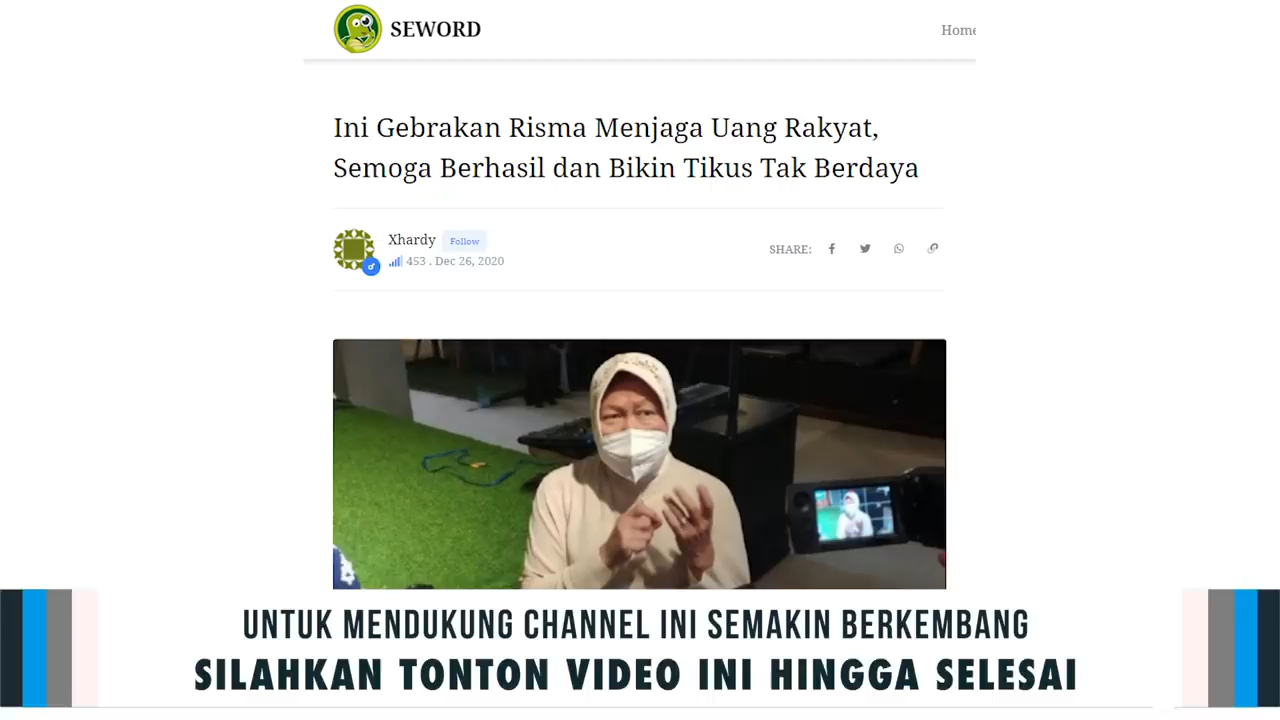 SEWORD
Home
Ini Gebrakan Risma Menjaga Uang Rakyat,
Semoga Berhasil dan Bikin Tikus Tak Berdaya
Xhardy Follow
453 . Dec 26, 2020
SHARE:
UNTUK MENDUKUNG CHANNEL INI SEMAKIN BERKEMBANG
SILAHKAN TONTON VIDEO INI HINGGA SELESAI